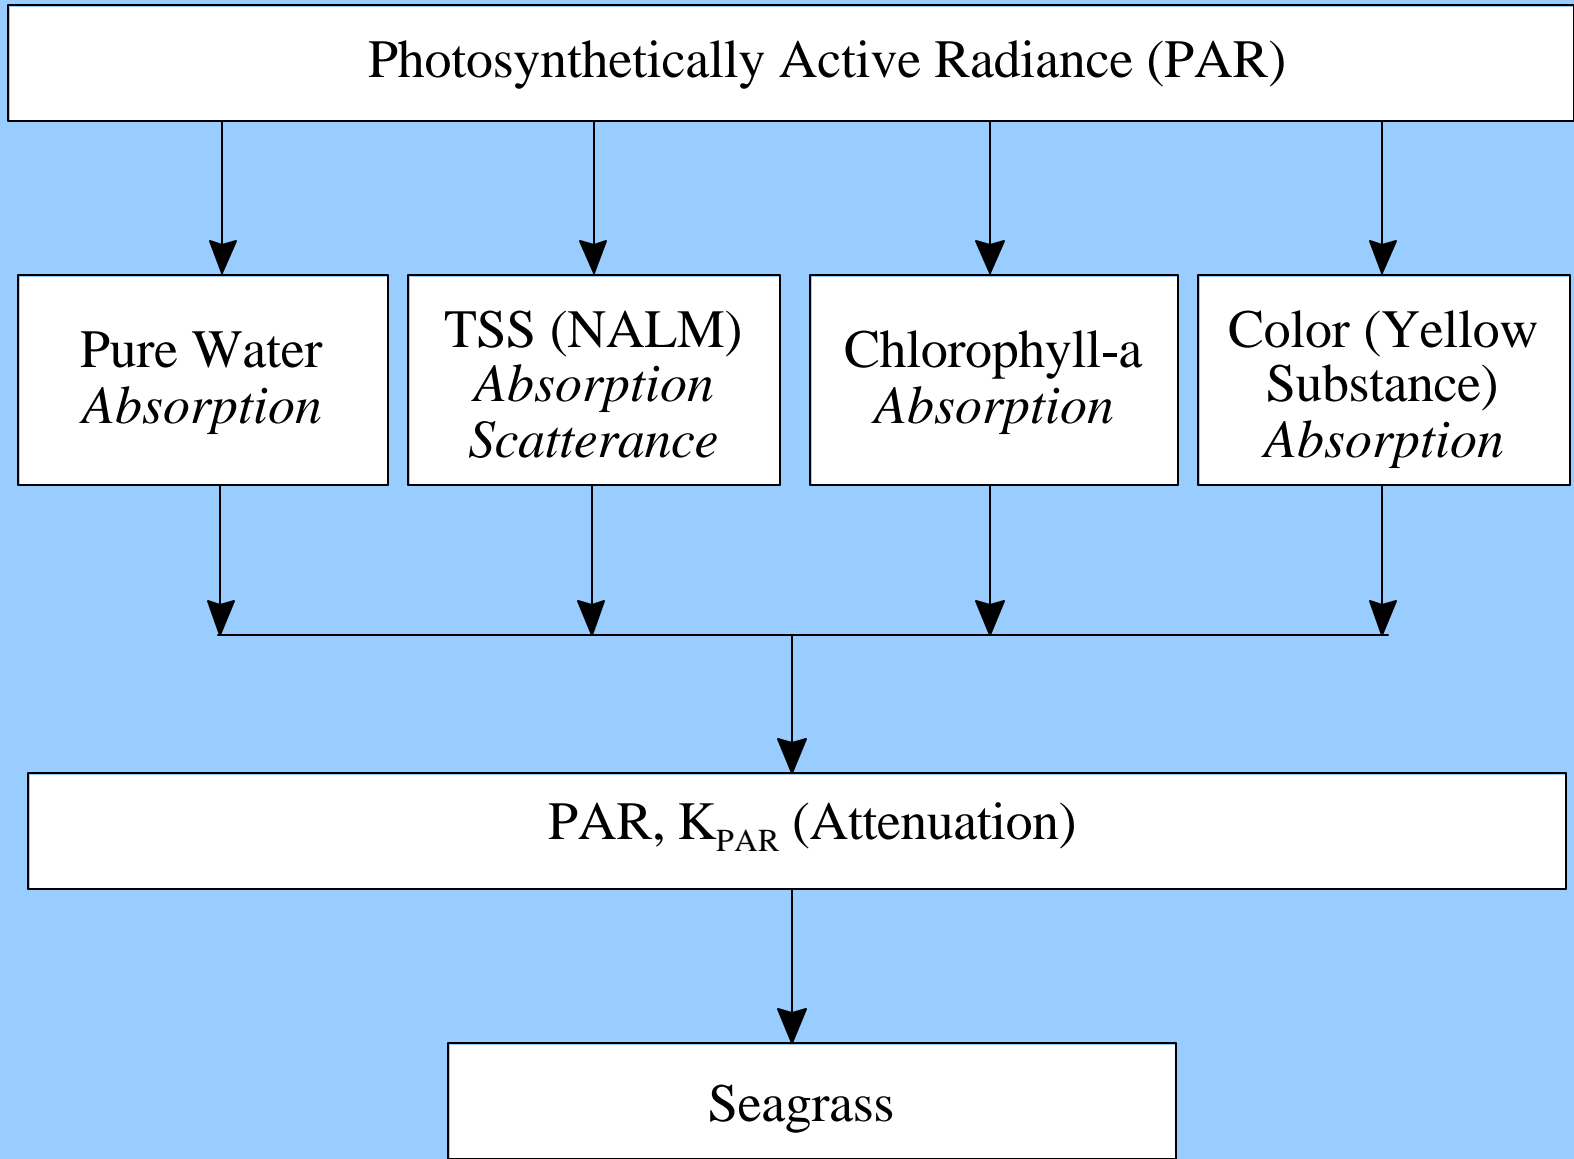 Photosynthetically Active Radiance (PAR)
Pure Water
Absorption
TSS (NALM)
Absorption
Scatterance
Chlorophyll-a
Absorption
Color (Yellow
Substance)
Absorption
PAR, K_PAR (Attenuation)
Seagrass